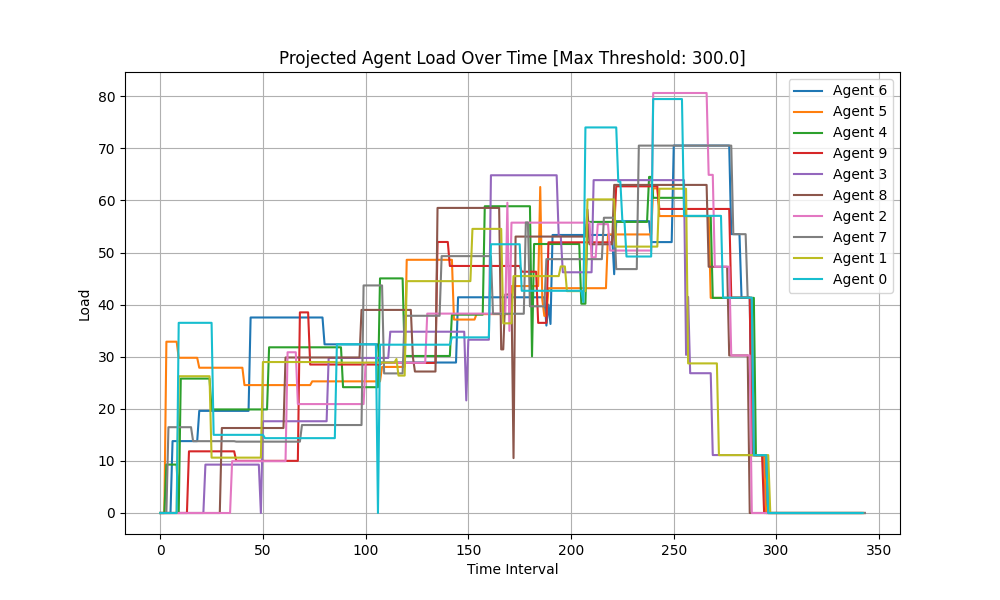 Projected Agent Load Over Time [Max Threshold: 300.0]
Load
80
70
60
50
40
30
20
10
0
0 50 100 150 200 250 300 350
Time Interval
Agent 6
Agent 5
Agent 4
Agent 9
Agent 3
Agent 8
Agent 2
Agent 7
Agent 1
Agent 0